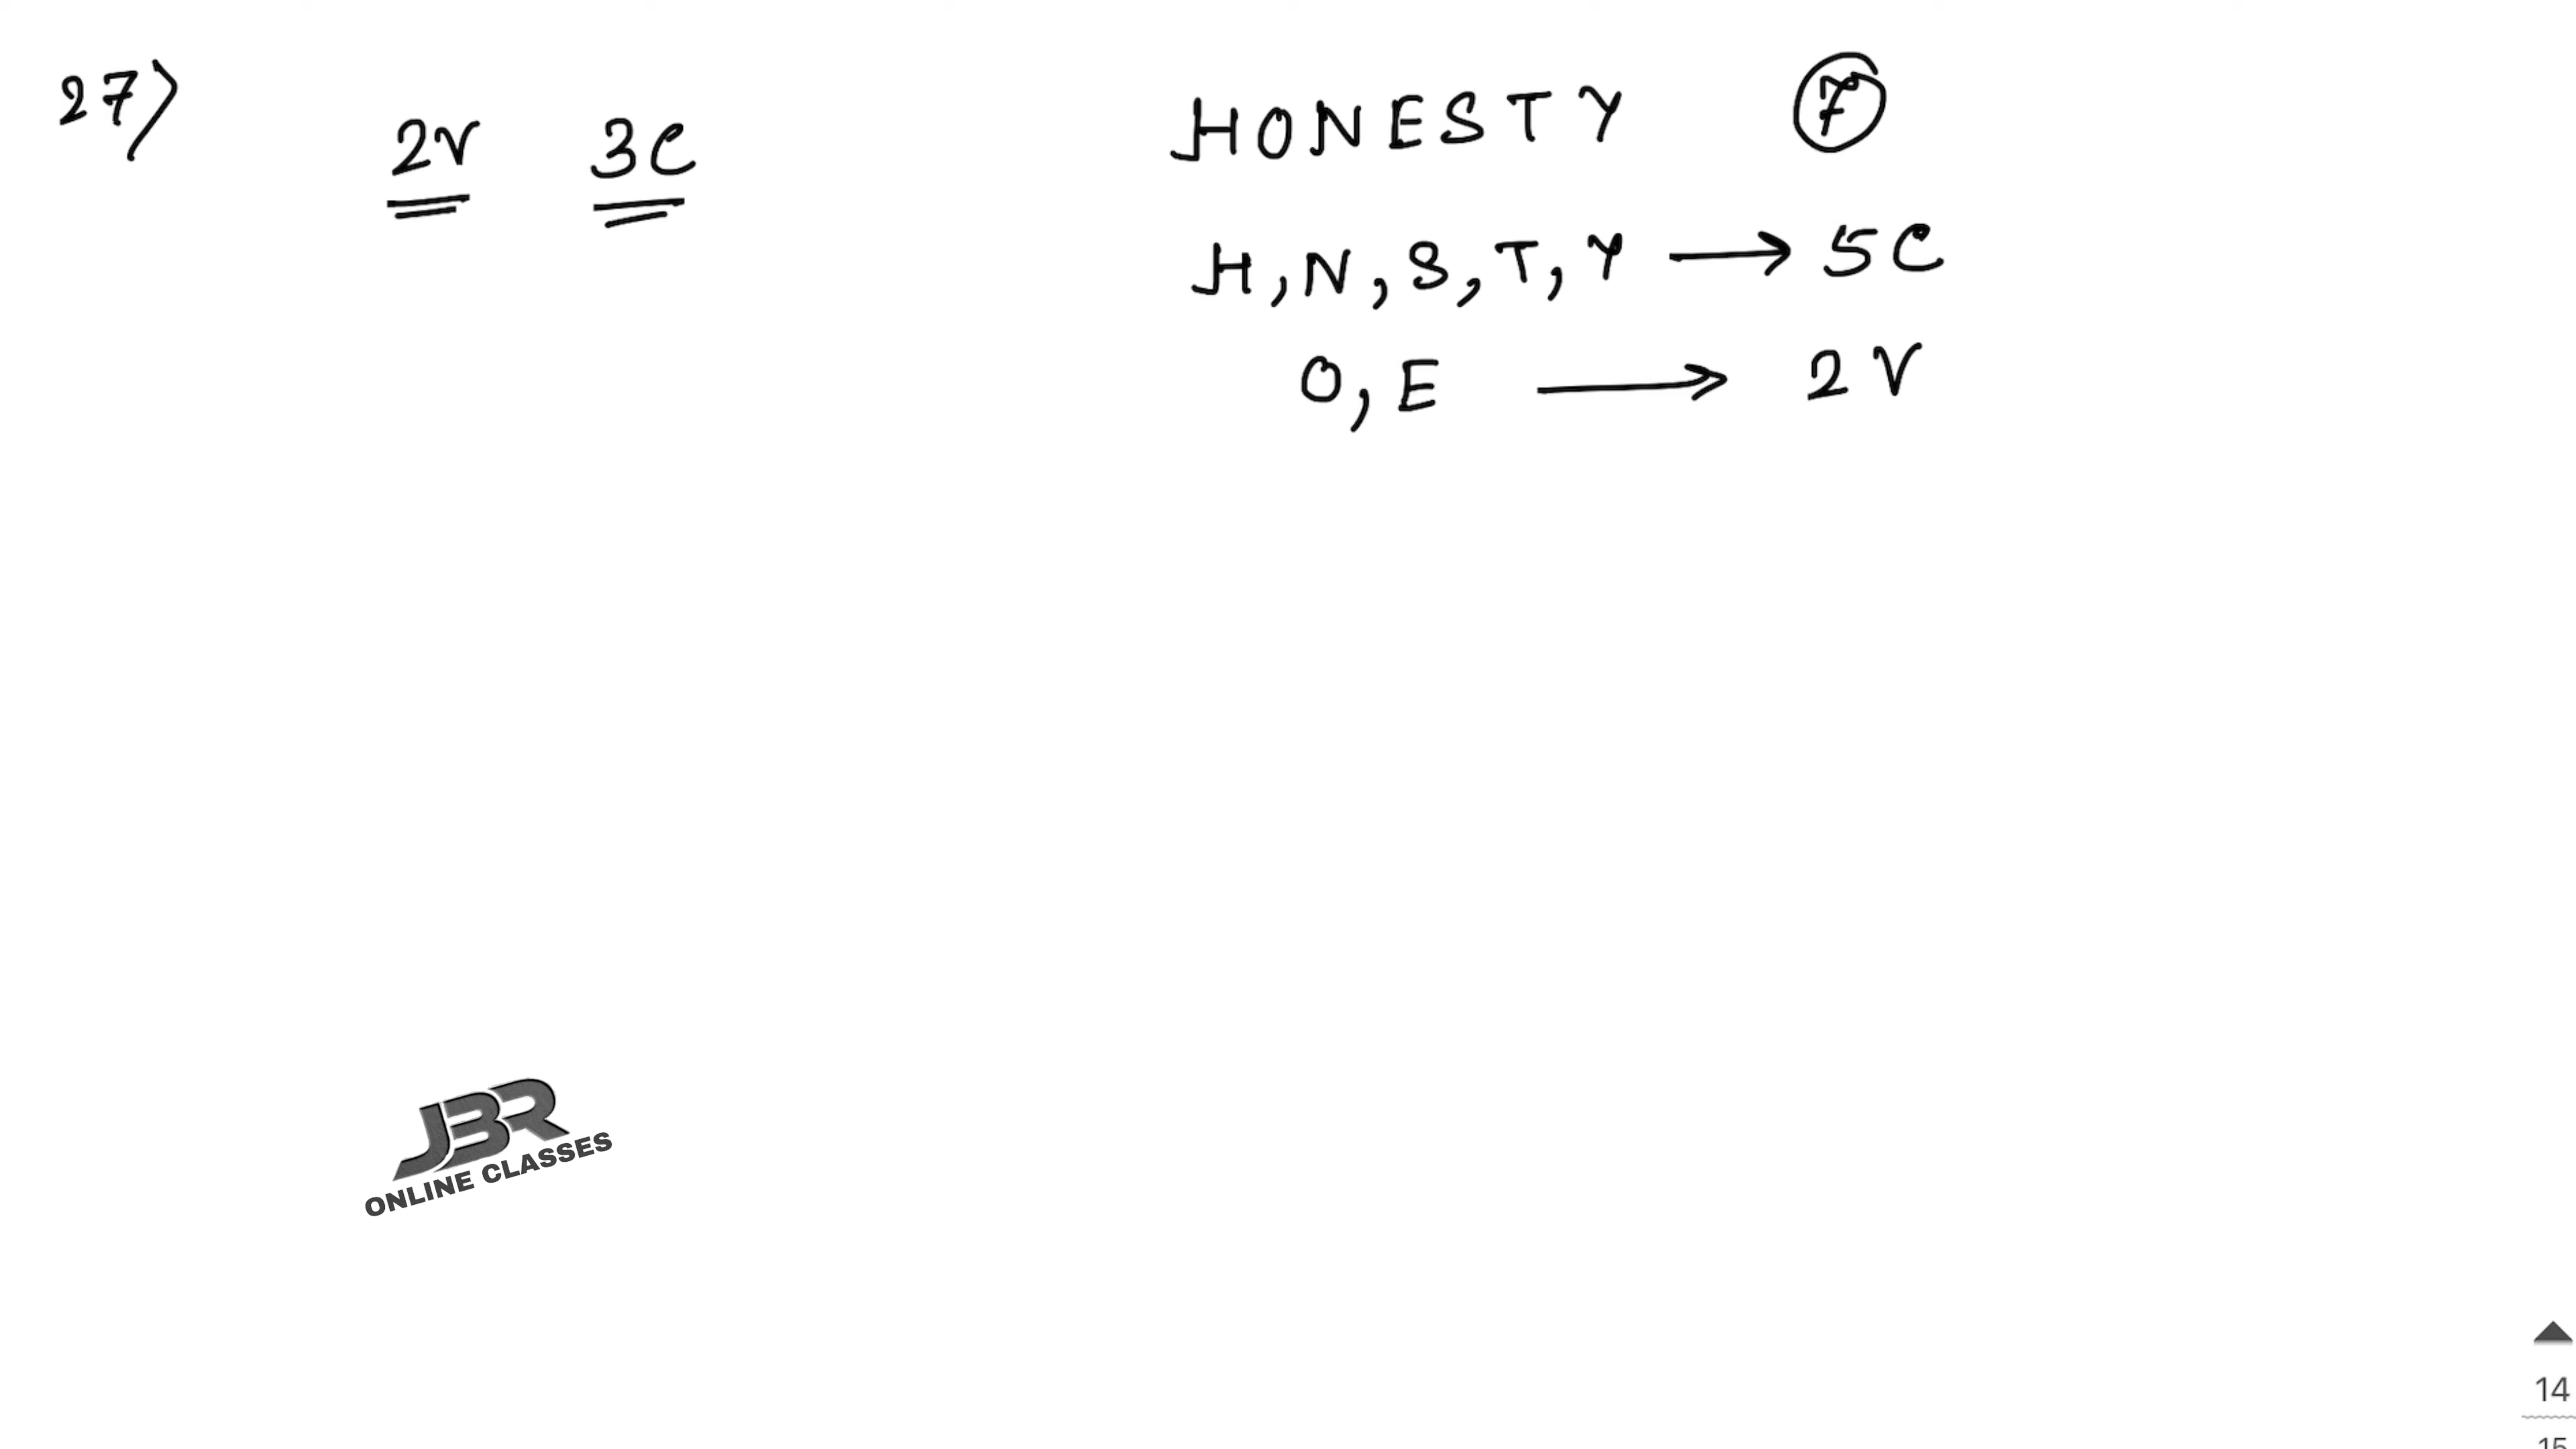 27)
2V 3C
HONESTY 7
H, N, S, T, Y → 5C
O, E → 2V
JBR
ONLINE CLASSES
14